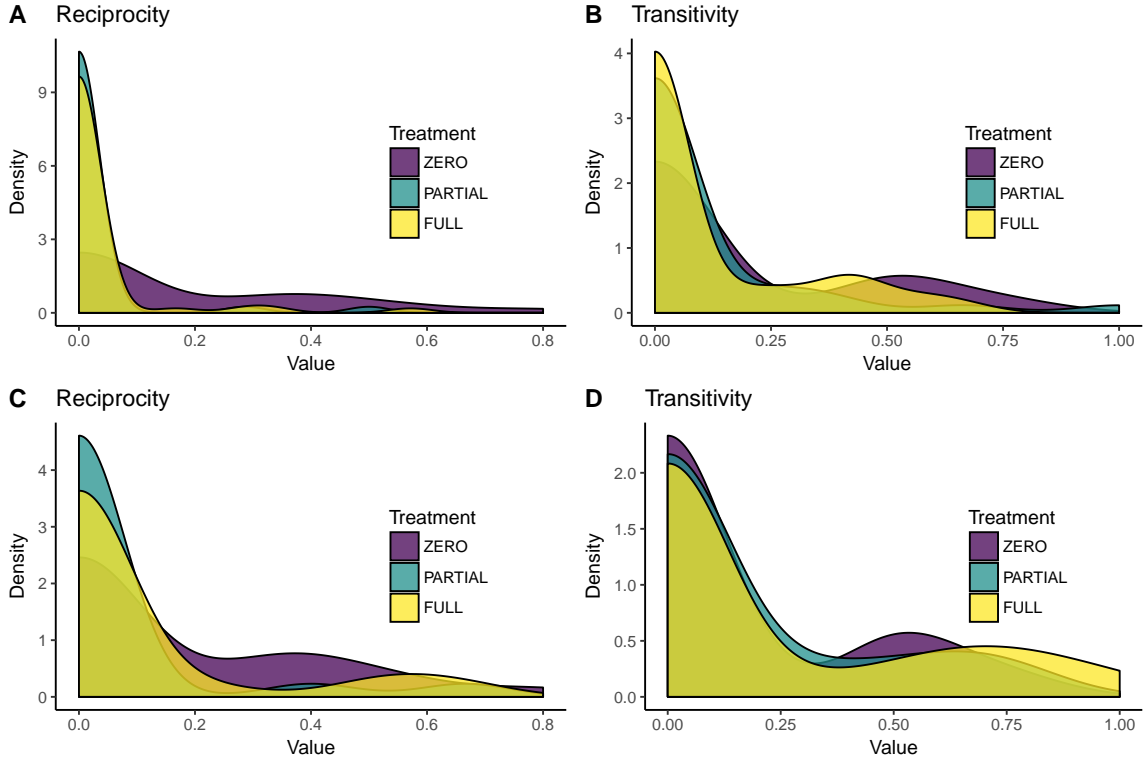 A Reciprocity
Density
9
6
3
0
0.0 0.2 0.4 0.6 0.8
Value
Treatment
ZERO
PARTIAL
FULL
B Transitivity
Density
4
3
2
1
0
0.00 0.25 0.50 0.75 1.00
Value
Treatment
ZERO
PARTIAL
FULL
C Reciprocity
Density
4
3
2
1
0
0.0 0.2 0.4 0.6 0.8
Value
Treatment
ZERO
PARTIAL
FULL
D Transitivity
Density
2.0
1.5
1.0
0.5
0.0
0.00 0.25 0.50 0.75 1.00
Value
Treatment
ZERO
PARTIAL
FULL